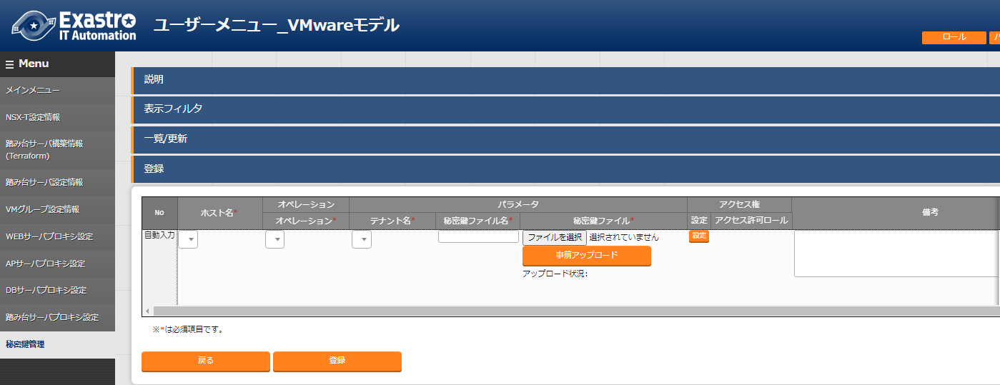 Exastro
IT Automation
ユーザーメニュー_VMwareモデル
ロール
Menu
メインメニュー
NSX-T設定情報
踏み台サーバ構築情報
(Terraform)
踏み台サーバ設定情報
VMグループ設定情報
WEBサーバプロキシ設定
APサーバプロキシ設定
DBサーバプロキシ設定
踏み台サーバプロキシ設定
秘密鍵管理
説明
表示フィルタ
一覧/更新
登録
No
ホスト名*
オペレーション
パラメータ
アクセス権
備考
オペレーション*
テナント名*
秘密鍵ファイル名*
秘密鍵ファイル*
設定
アクセス許可ロール
自動入力
ファイルを選択 選択されていません
設定
事前アップロード
アップロード状況:
※*は必須項目です。
戻る
登録